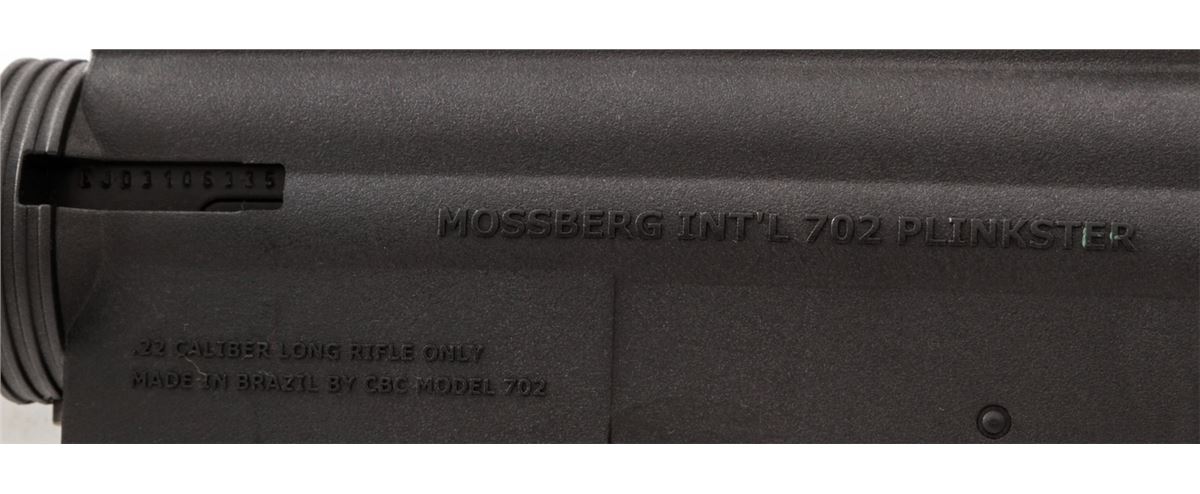 MOSSBERG INT'L 702 PLINKSTER
.22 CALIBER LONG RIFLE ONLY
MADE IN BRAZIL BY CBC MODEL 702